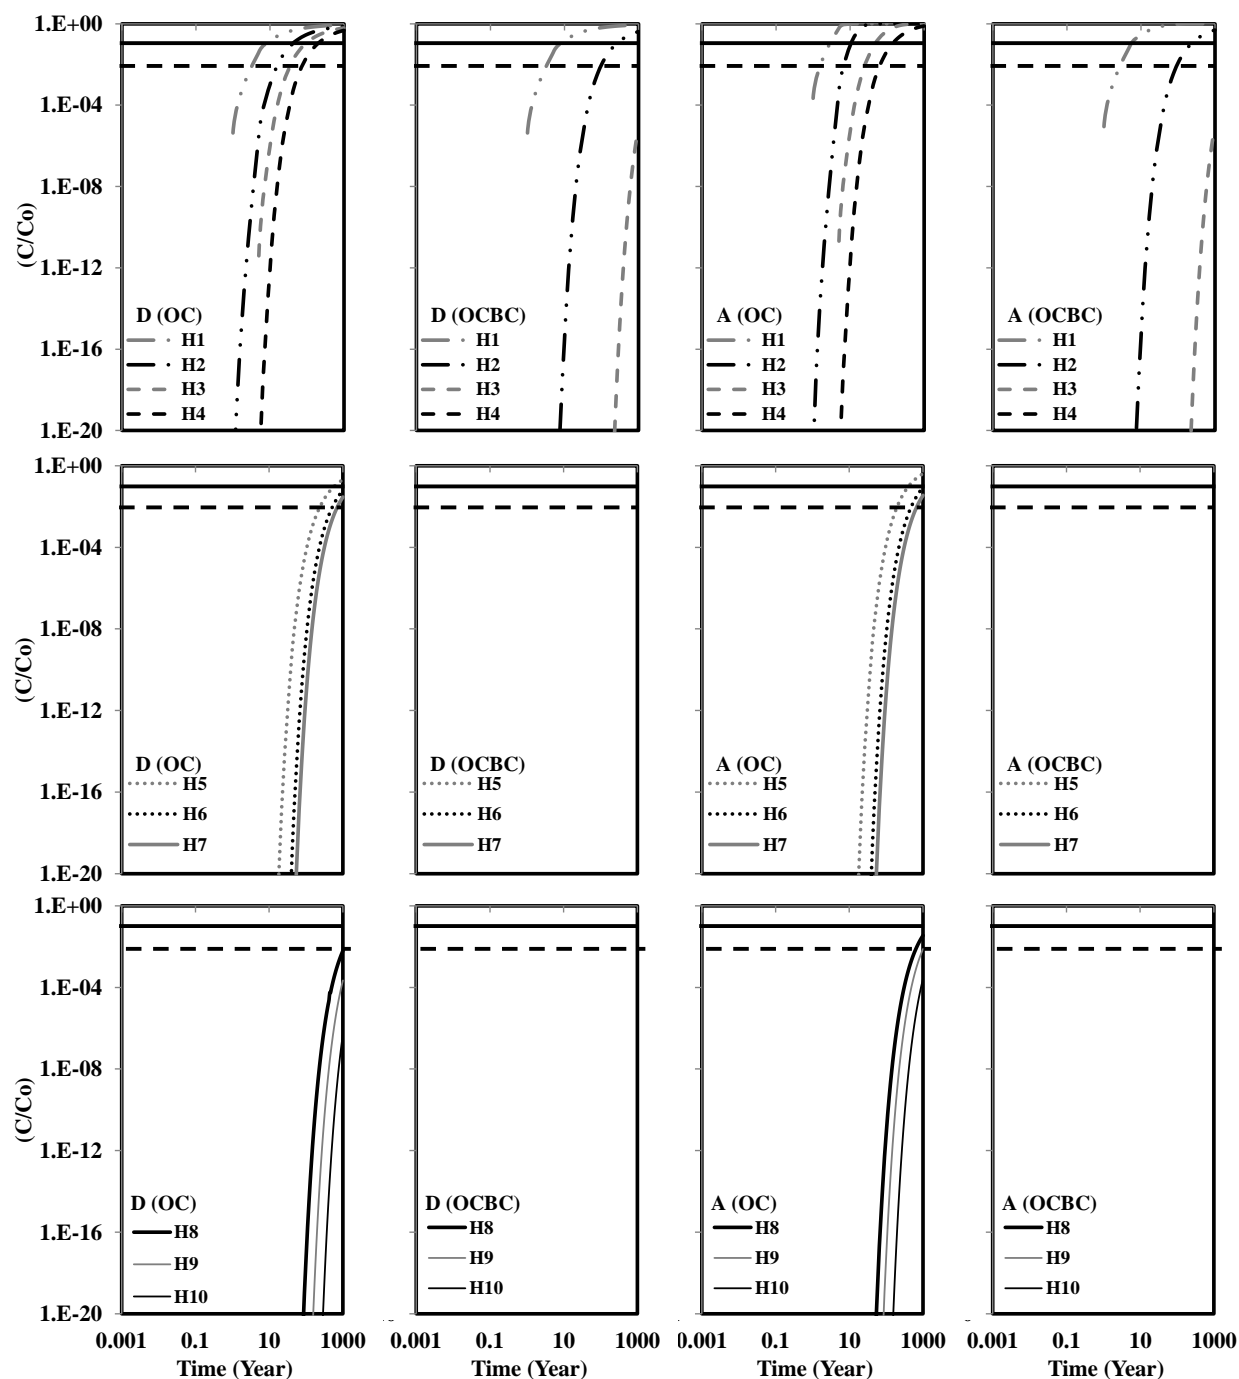 1.E+00
1.E-04
1.E-08
1.E-12
1.E-16
1.E-20
(C/Co)
D (OC)
H1
H2
H3
H4
D (OCBC)
H1
H2
H3
H4
A (OC)
H1
H2
H3
H4
A (OCBC)
H1
H2
H3
H4
1.E+00
1.E-04
1.E-08
1.E-12
1.E-16
1.E-20
(C/Co)
D (OC)
H5
H6
H7
D (OCBC)
H5
H6
H7
A (OC)
H5
H6
H7
A (OCBC)
H5
H6
H7
1.E+00
1.E-04
1.E-08
1.E-12
1.E-16
1.E-20
(C/Co)
D (OC)
H8
H9
H10
D (OCBC)
H8
H9
H10
A (OC)
H8
H9
H10
A (OCBC)
H8
H9
H10
0.001 0.1 10 1000
Time (Year)
0.001 0.1 10 1000
Time (Year)
0.001 0.1 10 1000
Time (Year)
0.001 0.1 10 1000
Time (Year)